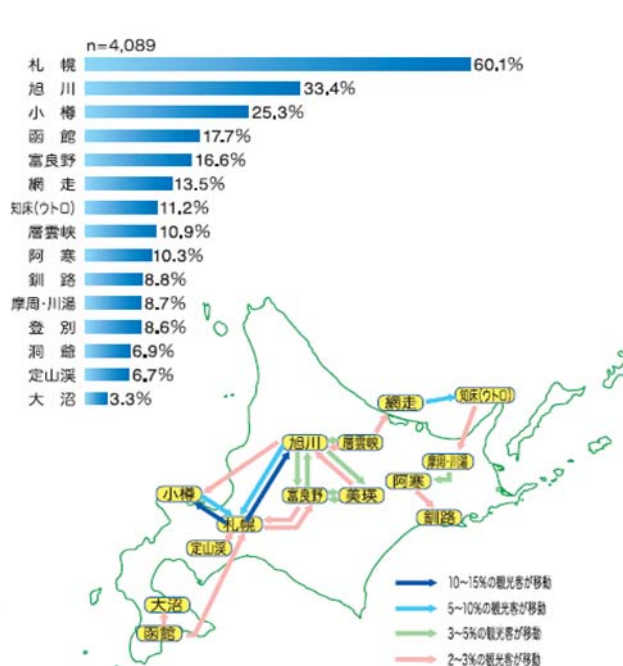 n=4,089
札幌 60.1%
旭川 33.4%
小樽 25.3%
函館 17.7%
富良野 16.6%
網走 13.5%
知床(ウトロ) 11.2%
層雲峡 10.9%
阿寒 10.3%
釧路 8.8%
摩周・川湯 8.7%
登別 8.6%
洞爺 6.9%
定山渓 6.7%
大沼 3.3%
網走
知床(ウトロ)
旭川
層雲峡
摩周・川湯
阿寒
小樽
富良野
美瑛
札幌
釧路
定山渓
大沼
函館
10~15%の観光客が移動
5~10%の観光客が移動
3~5%の観光客が移動
2~3%の観光客が移動